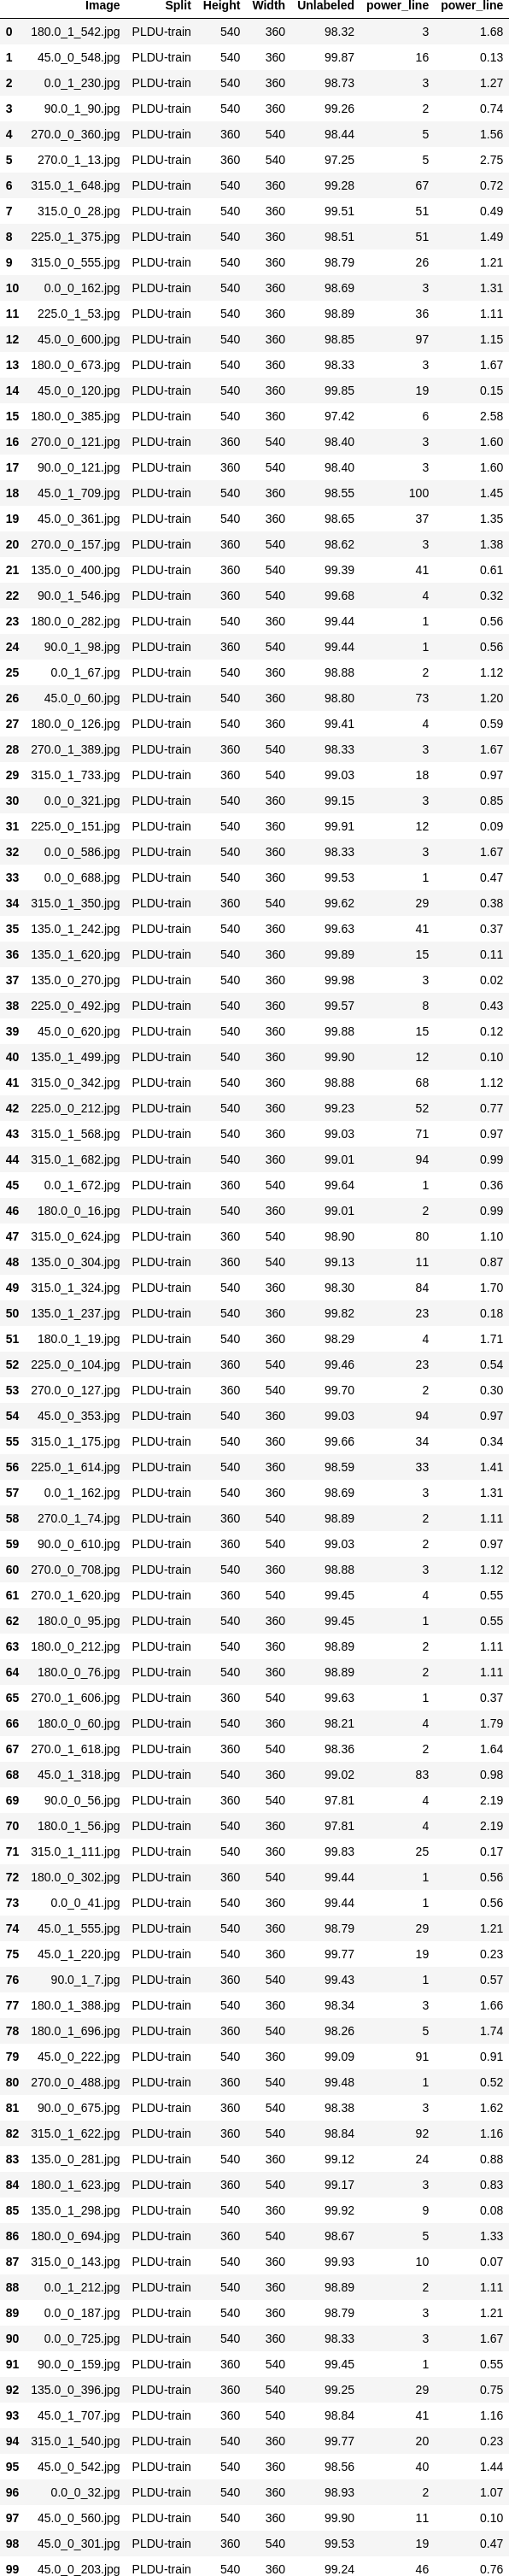 Image Split Height Width Unlabeled power_line power_line
0 180.0_1_542.jpg PLDU-train 540 360 98.32 3 1.68
1 45.0_0_548.jpg PLDU-train 540 360 99.87 16 0.13
2 0.0_1_230.jpg PLDU-train 540 360 98.73 3 1.27
3 90.0_1_90.jpg PLDU-train 540 360 99.26 2 0.74
4 270.0_0_360.jpg PLDU-train 360 540 98.44 5 1.56
5 270.0_1_13.jpg PLDU-train 360 540 97.25 5 2.75
6 315.0_1_648.jpg PLDU-train 540 360 99.28 67 0.72
7 315.0_0_28.jpg PLDU-train 540 360 99.51 51 0.49
8 225.0_1_375.jpg PLDU-train 540 360 98.51 51 1.49
9 315.0_0_555.jpg PLDU-train 540 360 98.79 26 1.21
10 0.0_0_162.jpg PLDU-train 540 360 98.69 3 1.31
11 225.0_1_53.jpg PLDU-train 540 360 98.89 36 1.11
12 45.0_0_600.jpg PLDU-train 540 360 98.85 97 1.15
13 180.0_0_673.jpg PLDU-train 540 360 98.33 3 1.67
14 45.0_0_120.jpg PLDU-train 540 360 99.85 19 0.15
15 180.0_0_385.jpg PLDU-train 540 360 97.42 6 2.58
16 270.0_0_121.jpg PLDU-train 360 540 98.40 3 1.60
17 90.0_0_121.jpg PLDU-train 360 540 98.40 3 1.60
18 45.0_1_709.jpg PLDU-train 540 360 98.55 100 1.45
19 45.0_0_361.jpg PLDU-train 540 360 98.65 37 1.35
20 270.0_0_157.jpg PLDU-train 360 540 98.62 3 1.38
21 135.0_0_400.jpg PLDU-train 360 540 99.39 41 0.61
22 90.0_1_546.jpg PLDU-train 360 540 99.68 4 0.32
23 180.0_0_282.jpg PLDU-train 540 360 99.44 1 0.56
24 90.0_1_98.jpg PLDU-train 360 540 99.44 1 0.56
25 0.0_1_67.jpg PLDU-train 540 360 98.88 2 1.12
26 45.0_0_60.jpg PLDU-train 540 360 98.80 73 1.20
27 180.0_0_126.jpg PLDU-train 540 360 99.41 4 0.59
28 270.0_1_389.jpg PLDU-train 360 540 98.33 3 1.67
29 315.0_1_733.jpg PLDU-train 360 540 99.03 18 0.97
30 0.0_0_321.jpg PLDU-train 540 360 99.15 3 0.85
31 225.0_0_151.jpg PLDU-train 540 360 99.91 12 0.09
32 0.0_0_586.jpg PLDU-train 540 360 98.33 3 1.67
33 0.0_0_688.jpg PLDU-train 540 360 99.53 1 0.47
34 315.0_1_350.jpg PLDU-train 360 540 99.62 29 0.38
35 135.0_1_242.jpg PLDU-train 540 360 99.63 41 0.37
36 135.0_1_620.jpg PLDU-train 540 360 99.89 15 0.11
37 135.0_0_270.jpg PLDU-train 540 360 99.98 3 0.02
38 225.0_0_492.jpg PLDU-train 540 360 99.57 8 0.43
39 45.0_0_620.jpg PLDU-train 540 360 99.88 15 0.12
40 135.0_1_499.jpg PLDU-train 540 360 99.90 12 0.10
41 315.0_0_342.jpg PLDU-train 540 360 98.88 68 1.12
42 225.0_0_212.jpg PLDU-train 540 360 99.23 52 0.77
43 315.0_1_568.jpg PLDU-train 540 360 99.03 71 0.97
44 315.0_1_682.jpg PLDU-train 540 360 99.01 94 0.99
45 0.0_1_672.jpg PLDU-train 360 540 99.64 1 0.36
46 180.0_0_16.jpg PLDU-train 540 360 99.01 2 0.99
47 315.0_0_624.jpg PLDU-train 540 360 98.90 80 1.10
48 135.0_0_304.jpg PLDU-train 360 540 99.13 11 0.87
49 315.0_1_324.jpg PLDU-train 540 360 98.30 84 1.70
50 135.0_1_237.jpg PLDU-train 540 360 99.82 23 0.18
51 180.0_1_19.jpg PLDU-train 540 360 98.29 4 1.71
52 225.0_0_104.jpg PLDU-train 360 540 99.46 23 0.54
53 270.0_0_127.jpg PLDU-train 360 540 99.70 2 0.30
54 45.0_0_353.jpg PLDU-train 540 360 99.03 94 0.97
55 315.0_1_175.jpg PLDU-train 540 360 99.66 34 0.34
56 225.0_1_614.jpg PLDU-train 540 360 98.59 33 1.41
57 0.0_1_162.jpg PLDU-train 540 360 98.69 3 1.31
58 270.0_1_74.jpg PLDU-train 360 540 98.89 2 1.11
59 90.0_0_610.jpg PLDU-train 540 360 99.03 2 0.97
60 270.0_0_708.jpg PLDU-train 360 540 98.88 3 1.12
61 270.0_1_620.jpg PLDU-train 360 540 99.45 4 0.55
62 180.0_0_95.jpg PLDU-train 540 360 99.45 1 0.55
63 180.0_0_212.jpg PLDU-train 540 360 98.89 2 1.11
64 180.0_0_76.jpg PLDU-train 540 360 98.89 2 1.11
65 270.0_1_606.jpg PLDU-train 360 540 99.63 1 0.37
66 180.0_0_60.jpg PLDU-train 540 360 98.21 4 1.79
67 270.0_1_618.jpg PLDU-train 360 540 98.36 2 1.64
68 45.0_1_318.jpg PLDU-train 540 360 99.02 83 0.98
69 90.0_0_56.jpg PLDU-train 360 540 97.81 4 2.19
70 180.0_1_56.jpg PLDU-train 540 360 97.81 4 2.19
71 315.0_1_111.jpg PLDU-train 540 360 99.83 25 0.17
72 180.0_0_302.jpg PLDU-train 360 540 99.44 1 0.56
73 0.0_0_41.jpg PLDU-train 540 360 99.44 1 0.56
74 45.0_1_555.jpg PLDU-train 540 360 98.79 29 1.21
75 45.0_1_220.jpg PLDU-train 540 360 99.77 19 0.23
76 90.0_1_7.jpg PLDU-train 360 540 99.43 1 0.57
77 180.0_1_388.jpg PLDU-train 540 360 98.34 3 1.66
78 180.0_1_696.jpg PLDU-train 360 540 98.26 5 1.74
79 45.0_0_222.jpg PLDU-train 540 360 99.09 91 0.91
80 270.0_0_488.jpg PLDU-train 360 540 99.48 1 0.52
81 90.0_0_675.jpg PLDU-train 360 540 98.38 3 1.62
82 315.0_1_622.jpg PLDU-train 540 360 98.84 92 1.16
83 135.0_0_281.jpg PLDU-train 360 540 99.12 24 0.88
84 180.0_1_623.jpg PLDU-train 360 540 99.17 3 0.83
85 135.0_1_298.jpg PLDU-train 540 360 99.92 9 0.08
86 180.0_0_694.jpg PLDU-train 360 540 98.67 5 1.33
87 315.0_0_143.jpg PLDU-train 540 360 99.93 10 0.07
88 0.0_1_212.jpg PLDU-train 540 360 98.89 2 1.11
89 0.0_0_187.jpg PLDU-train 540 360 98.79 3 1.21
90 0.0_0_725.jpg PLDU-train 540 360 98.33 3 1.67
91 90.0_0_159.jpg PLDU-train 360 540 99.45 1 0.55
92 135.0_0_396.jpg PLDU-train 540 360 99.25 29 0.75
93 45.0_1_707.jpg PLDU-train 540 360 98.84 41 1.16
94 315.0_1_540.jpg PLDU-train 360 540 99.77 20 0.23
95 45.0_0_542.jpg PLDU-train 540 360 98.56 40 1.44
96 0.0_0_32.jpg PLDU-train 540 360 98.93 2 1.07
97 45.0_0_560.jpg PLDU-train 540 360 99.90 11 0.10
98 45.0_0_301.jpg PLDU-train 360 540 99.53 19 0.47
99 45.0_0_203.jpg PLDU-train 540 360 99.24 46 0.76